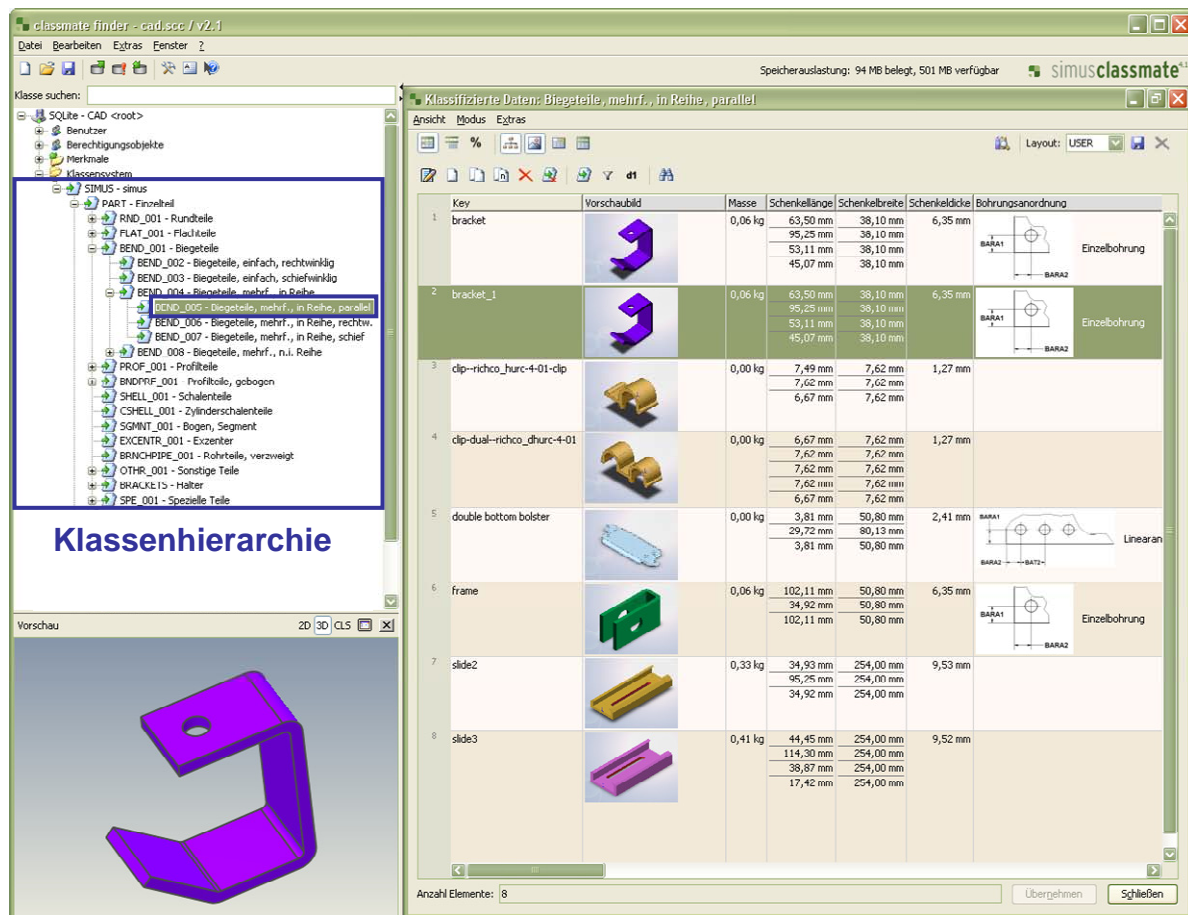 classmate finder - cad.scc / v2.1
Datei Bearbeiten Extras Fenster ?
Speicherauslastung: 94 MB belegt, 501 MB verfügbar
simusclassmate 4.1
Klasse suchen:
SQLite - CAD <root>
Benutzer
Berechtigungsobjekte
Merkmale
Klassensystem
SIMUS - simus
PART - Einzelteil
RND_001 - Rundteile
FLAT_001 - Flachteile
BEND_001 - Biegeteile
BEND_002 - Biegeteile, einfach, rechtwinklig
BEND_003 - Biegeteile, einfach, schiefwinklig
BEND_004 - Biegeteile, mehrf., in Reihe
BEND_005 - Biegeteile, mehrf., in Reihe, parallel
BEND_006 - Biegeteile, mehrf., in Reihe, rechtw.
BEND_007 - Biegeteile, mehrf., in Reihe, schief
BEND_008 - Biegeteile, mehrf., n.i. Reihe
PROF_001 - Profilteile
BNDPRF_001 - Profilteile, gebogen
SHELL_001 - Schalenteile
CSHELL_001 - Zylinderschalenteile
SGMNT_001 - Bogen, Segment
EXCENTR_001 - Exzenter
BRNCHPIPE_001 - Rohrteile, verzweigt
OTHR_001 - Sonstige Teile
BRACKETS - Halter
SPE_001 - Spezielle Teile
Klassenhierarchie
Vorschau 2D 3D CLS
Klassifizierte Daten: Biegeteile, mehrf., in Reihe, parallel
Ansicht Modus Extras
% Layout: USER
d1
Key Vorschaubild Masse Schenkellänge Schenkelbreite Schenkeldicke Bohrungsanordnung
1 bracket 0,06 kg 63,50 mm 38,10 mm 6,35 mm
95,25 mm 38,10 mm
53,11 mm 38,10 mm
45,07 mm 38,10 mm
BARA1 Einzelbohrung
BARA2
2 bracket_1 0,06 kg 63,50 mm 38,10 mm 6,35 mm
95,25 mm 38,10 mm
53,11 mm 38,10 mm
45,07 mm 38,10 mm
BARA1 Einzelbohrung
BARA2
3 clip--richco_hurc-4-01-clip 0,00 kg 7,49 mm 7,62 mm 1,27 mm
7,62 mm 7,62 mm
6,67 mm 7,62 mm
4 clip-dual--richco_dhurc-4-01 0,00 kg 6,67 mm 7,62 mm 1,27 mm
7,62 mm 7,62 mm
7,62 mm 7,62 mm
7,62 mm 7,62 mm
6,67 mm 7,62 mm
5 double bottom bolster 0,00 kg 3,81 mm 50,80 mm 2,41 mm
29,72 mm 80,13 mm
3,81 mm 50,80 mm
BARA1 Linearan
BARA2 BAT2
6 frame 0,06 kg 102,11 mm 50,80 mm 6,35 mm
34,92 mm 50,80 mm
102,11 mm 50,80 mm
BARA1 Einzelbohrung
BARA2
7 slide2 0,33 kg 34,93 mm 254,00 mm 9,53 mm
95,25 mm 254,00 mm
34,92 mm 254,00 mm
8 slide3 0,41 kg 44,45 mm 254,00 mm 9,52 mm
114,30 mm 254,00 mm
38,87 mm 254,00 mm
17,42 mm 254,00 mm
Anzahl Elemente: 8 Übernehmen Schließen